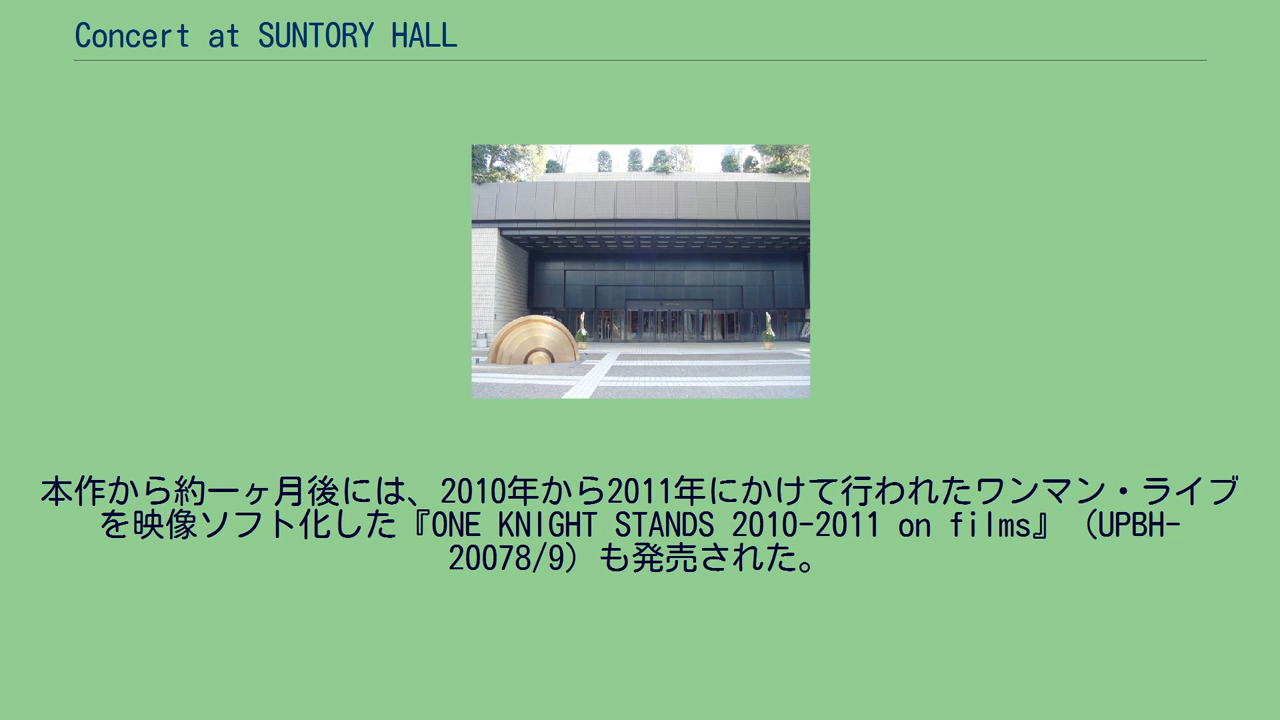 Concert at SUNTORY HALL
本作から約一ヶ月後には、2010年から2011年にかけて行われたワンマン・ライブ
を映像ソフト化した『ONE KNIGHT STANDS 2010-2011 on films』（UPBH-
20078/9）も発売された。